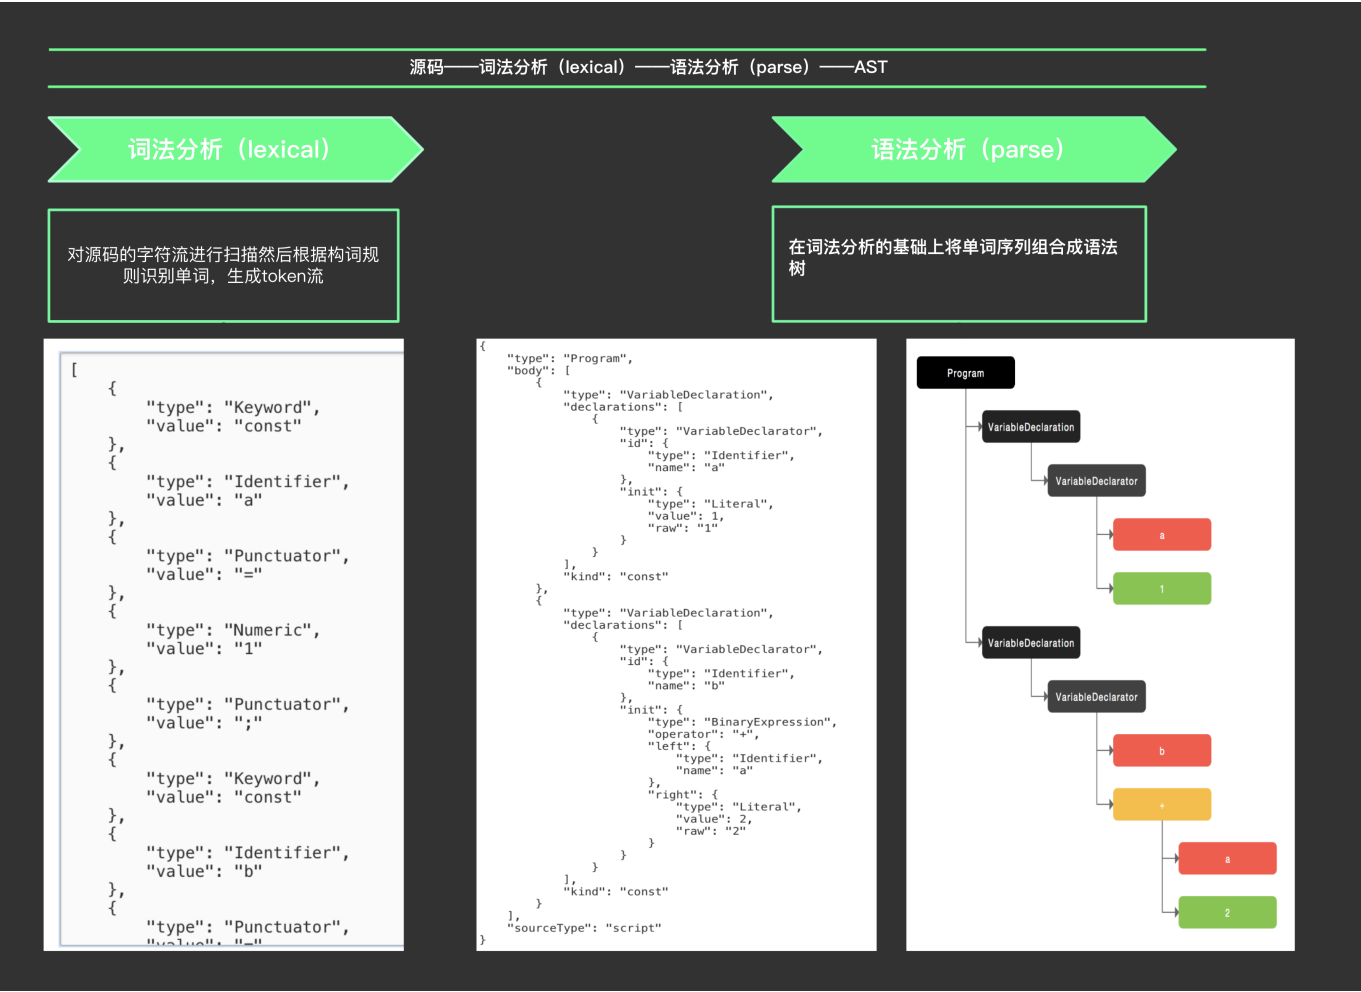 源码——词法分析（lexical）——语法分析（parse）——AST
词法分析（lexical）
语法分析（parse）
对源码的字符流进行扫描然后根据构词规
则识别单词，生成token流
在词法分析的基础上将单词序列组合成语法
树
[
    {
        "type": "Keyword",
        "value": "const"
    },
    {
        "type": "Identifier",
        "value": "a"
    },
    {
        "type": "Punctuator",
        "value": "="
    },
    {
        "type": "Numeric",
        "value": "1"
    },
    {
        "type": "Punctuator",
        "value": ";"
    },
    {
        "type": "Keyword",
        "value": "const"
    },
    {
        "type": "Identifier",
        "value": "b"
    },
    {
        "type": "Punctuator",
        "value": "="
{
    "type": "Program",
    "body": [
        {
            "type": "VariableDeclaration",
            "declarations": [
                {
                    "type": "VariableDeclarator",
                    "id": {
                        "type": "Identifier",
                        "name": "a"
                    },
                    "init": {
                        "type": "Literal",
                        "value": 1,
                        "raw": "1"
                    }
                }
            ],
            "kind": "const"
        },
        {
            "type": "VariableDeclaration",
            "declarations": [
                {
                    "type": "VariableDeclarator",
                    "id": {
                        "type": "Identifier",
                        "name": "b"
                    },
                    "init": {
                        "type": "BinaryExpression",
                        "operator": "+",
                        "left": {
                            "type": "Identifier",
                            "name": "a"
                        },
                        "right": {
                            "type": "Literal",
                            "value": 2,
                            "raw": "2"
                        }
                    }
                }
            ],
            "kind": "const"
        }
    ],
    "sourceType": "script"
}
Program
VariableDeclaration
VariableDeclarator
a
1
VariableDeclaration
VariableDeclarator
b
+
a
2